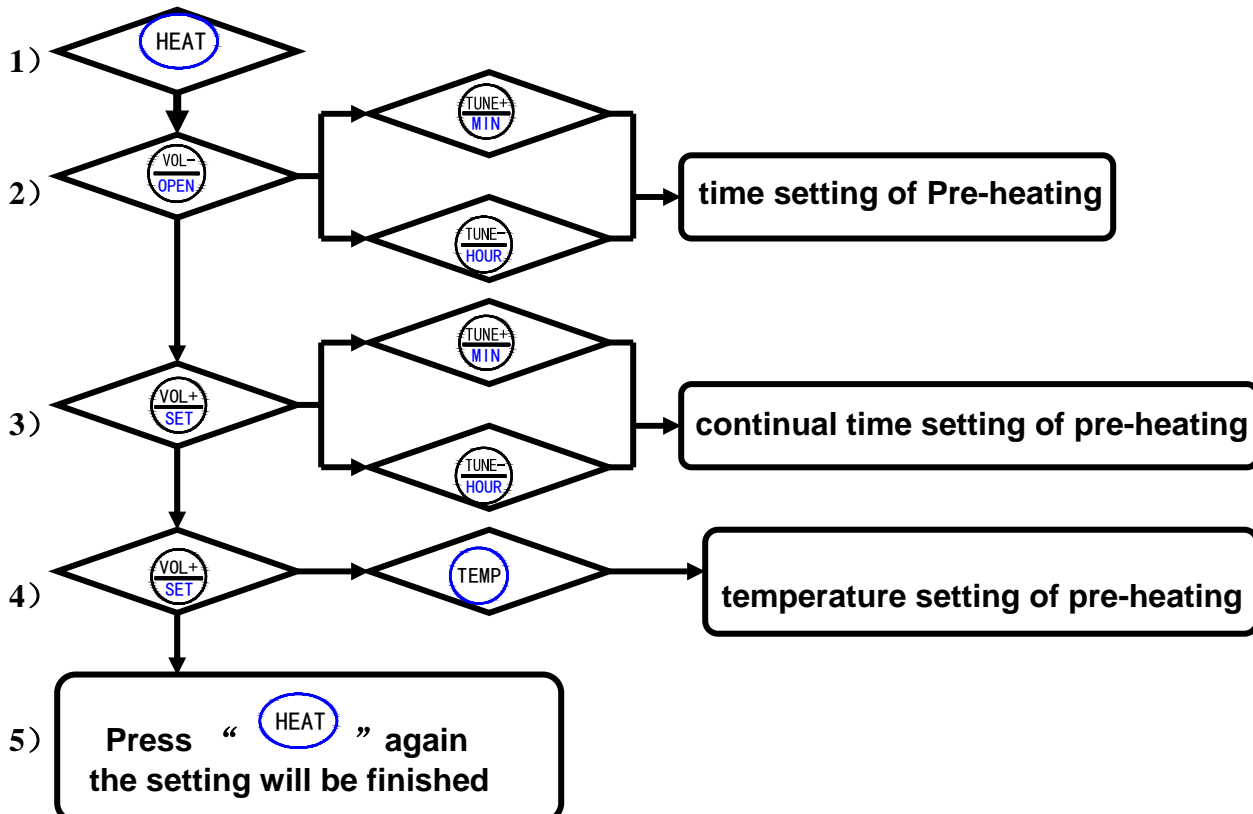 1）
HEAT
2）
VOL-
OPEN
TUNE+
MIN
TUNE-
HOUR
time setting of Pre-heating
3）
VOL+
SET
TUNE+
MIN
TUNE-
HOUR
continual time setting of pre-heating
4）
VOL+
SET
TEMP
temperature setting of pre-heating
5）
Press “ HEAT ” again
the setting will be finished